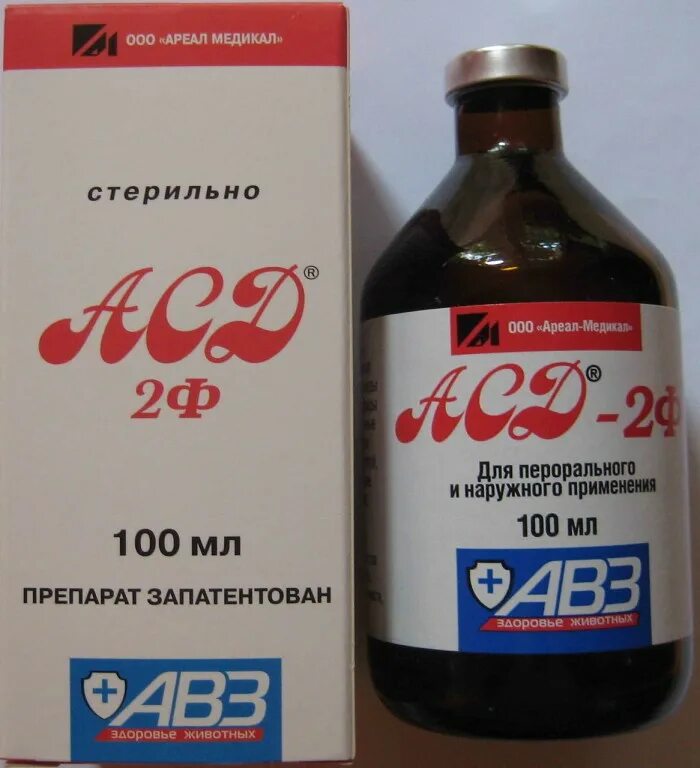 ООО «АРЕАЛ МЕДИКАЛ»
стерильно
АСД®
2Ф
100 мл
ПРЕПАРАТ ЗАПАТЕНТОВАН
АВЗ
ЗДОРОВЬЕ ЖИВОТНЫХ
ООО «Ареал-Медикал»
АСД® -2Ф
Для перорального
и наружного применения
100 мл
АВЗ
ЗДОРОВЬЕ ЖИВОТНЫХ